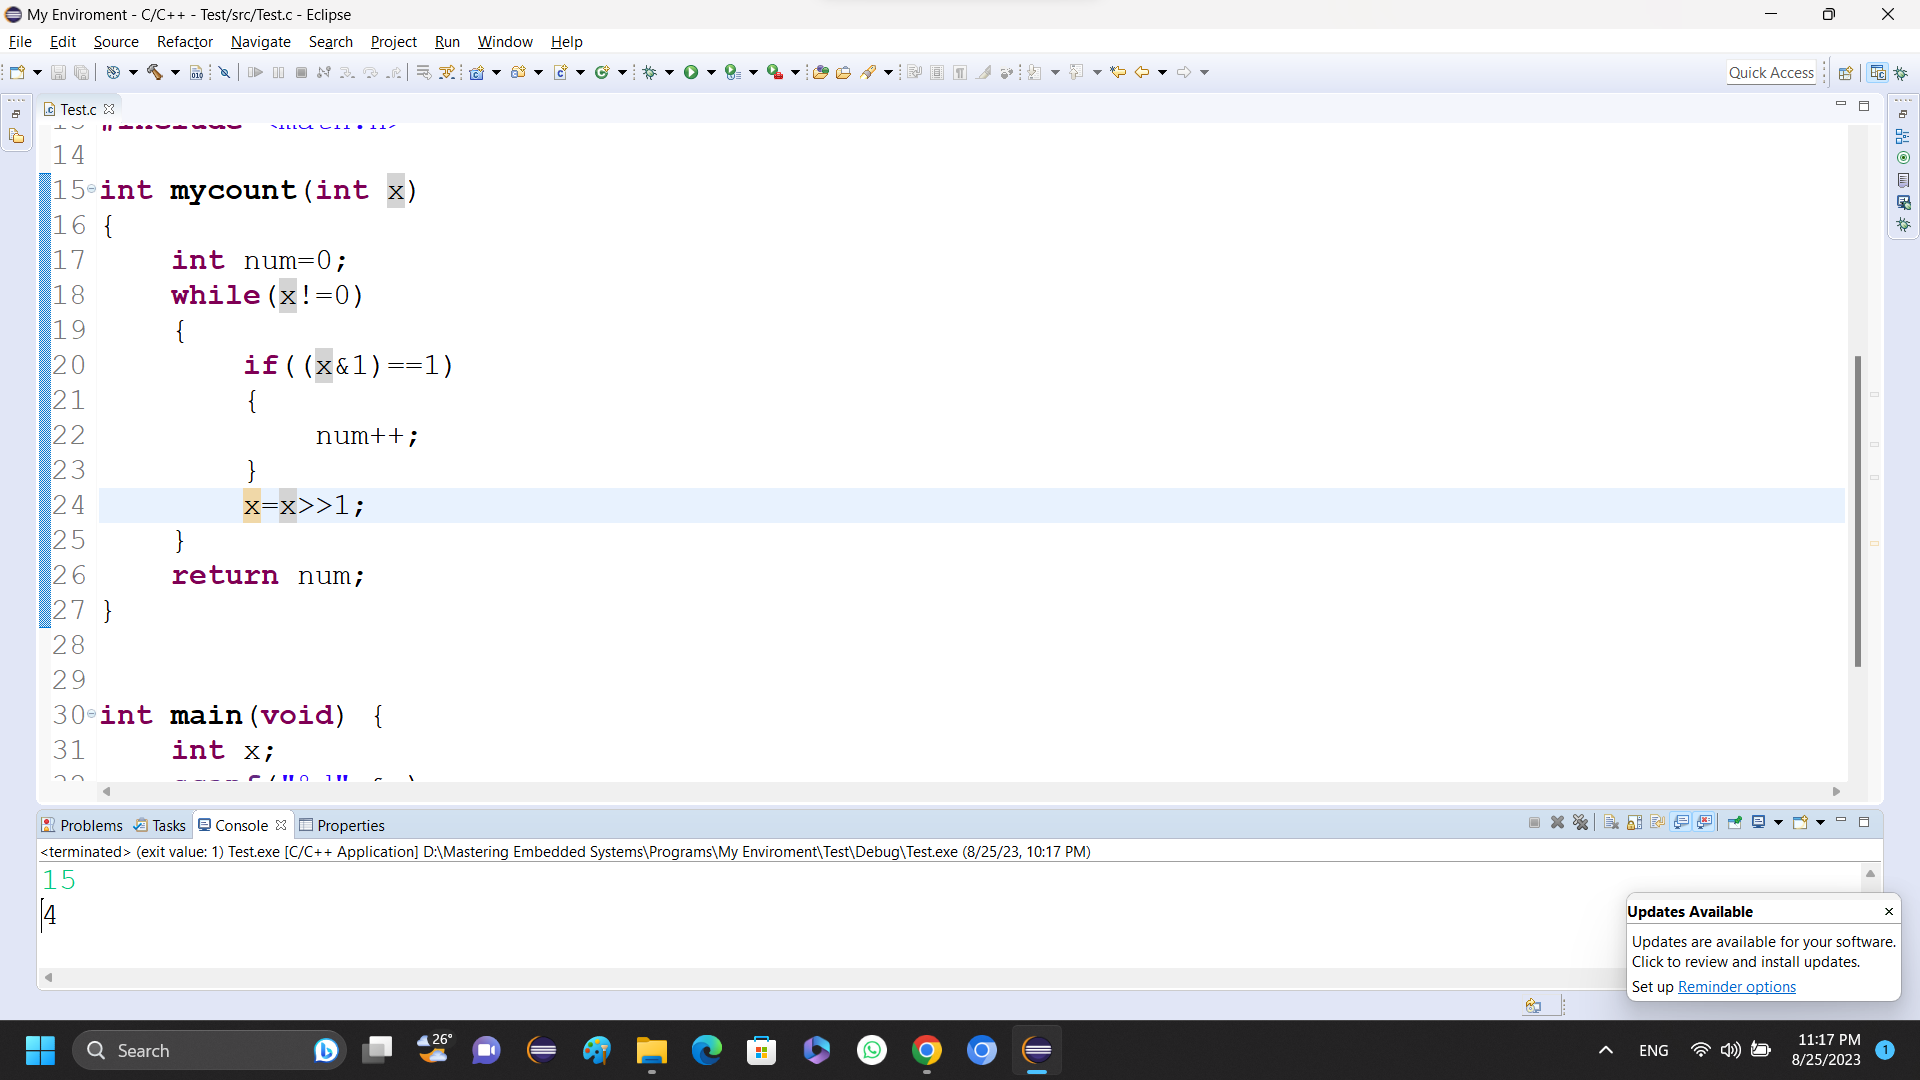 My Enviroment - C/C++ - Test/src/Test.c - Eclipse
File Edit Source Refactor Navigate Search Project Run Window Help
Quick Access
Test.c
13 #include <math.h>
14
15 int mycount(int x)
16 {
17 int num=0;
18 while(x!=0)
19 {
20 if((x&1)==1)
21 {
22 num++;
23 }
24 x=x>>1;
25 }
26 return num;
27 }
28
29
30 int main(void) {
31 int x;
Problems Tasks Console Properties
<terminated> (exit value: 1) Test.exe [C/C++ Application] D:\Mastering Embedded Systems\Programs\My Enviroment\Test\Debug\Test.exe (8/25/23, 10:17 PM)
15
4
Updates Available
Updates are available for your software.
Click to review and install updates.
Set up Reminder options
Search
26°
ENG
11:17 PM
8/25/2023
1